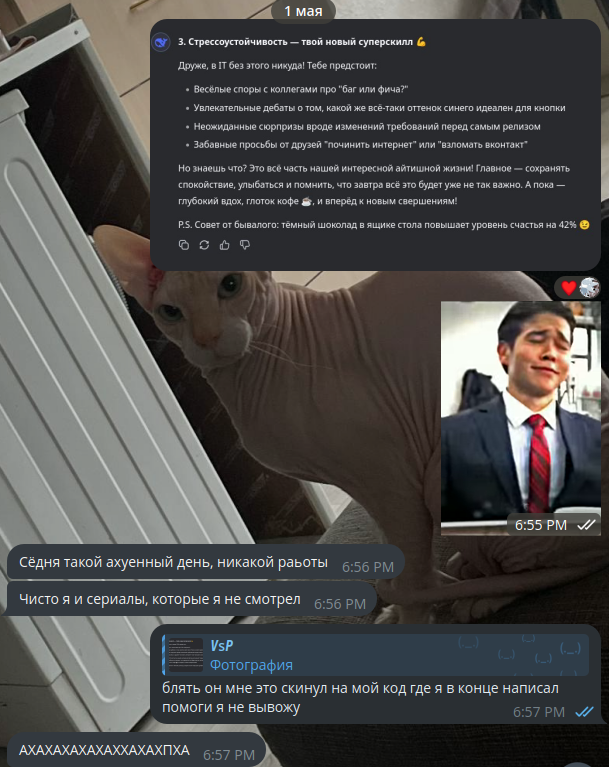 1 мая
3. Стрессоустойчивость — твой новый суперскилл 💪
Друже, в IT без этого никуда! Тебе предстоит:
• Весёлые споры с коллегами про "баг или фича?"
• Увлекательные дебаты о том, какой же всё-таки оттенок синего идеален для кнопки
• Неожиданные сюрпризы вроде изменений требований перед самым релизом
• Забавные просьбы от друзей "починить интернет" или "взломать вконтакт"
Но знаешь что? Это всё часть нашей интересной айтишной жизни! Главное — сохранять
спокойствие, улыбаться и помнить, что завтра всё это будет уже не так важно. А пока —
глубокий вдох, глоток кофе ☕, и вперёд к новым свершениям!
P.S. Совет от бывалого: тёмный шоколад в ящике стола повышает уровень счастья на 42% 😉
6:55 PM
Сёдня такой ахуенный день, никакой раьоты 6:56 PM
Чисто я и сериалы, которые я не смотрел 6:56 PM
VsP
Фотография
блять он мне это скинул на мой код где я в конце написал
помоги я не вывожу 6:57 PM
АХАХАХАХАХАХХАХАХПХА 6:57 PM